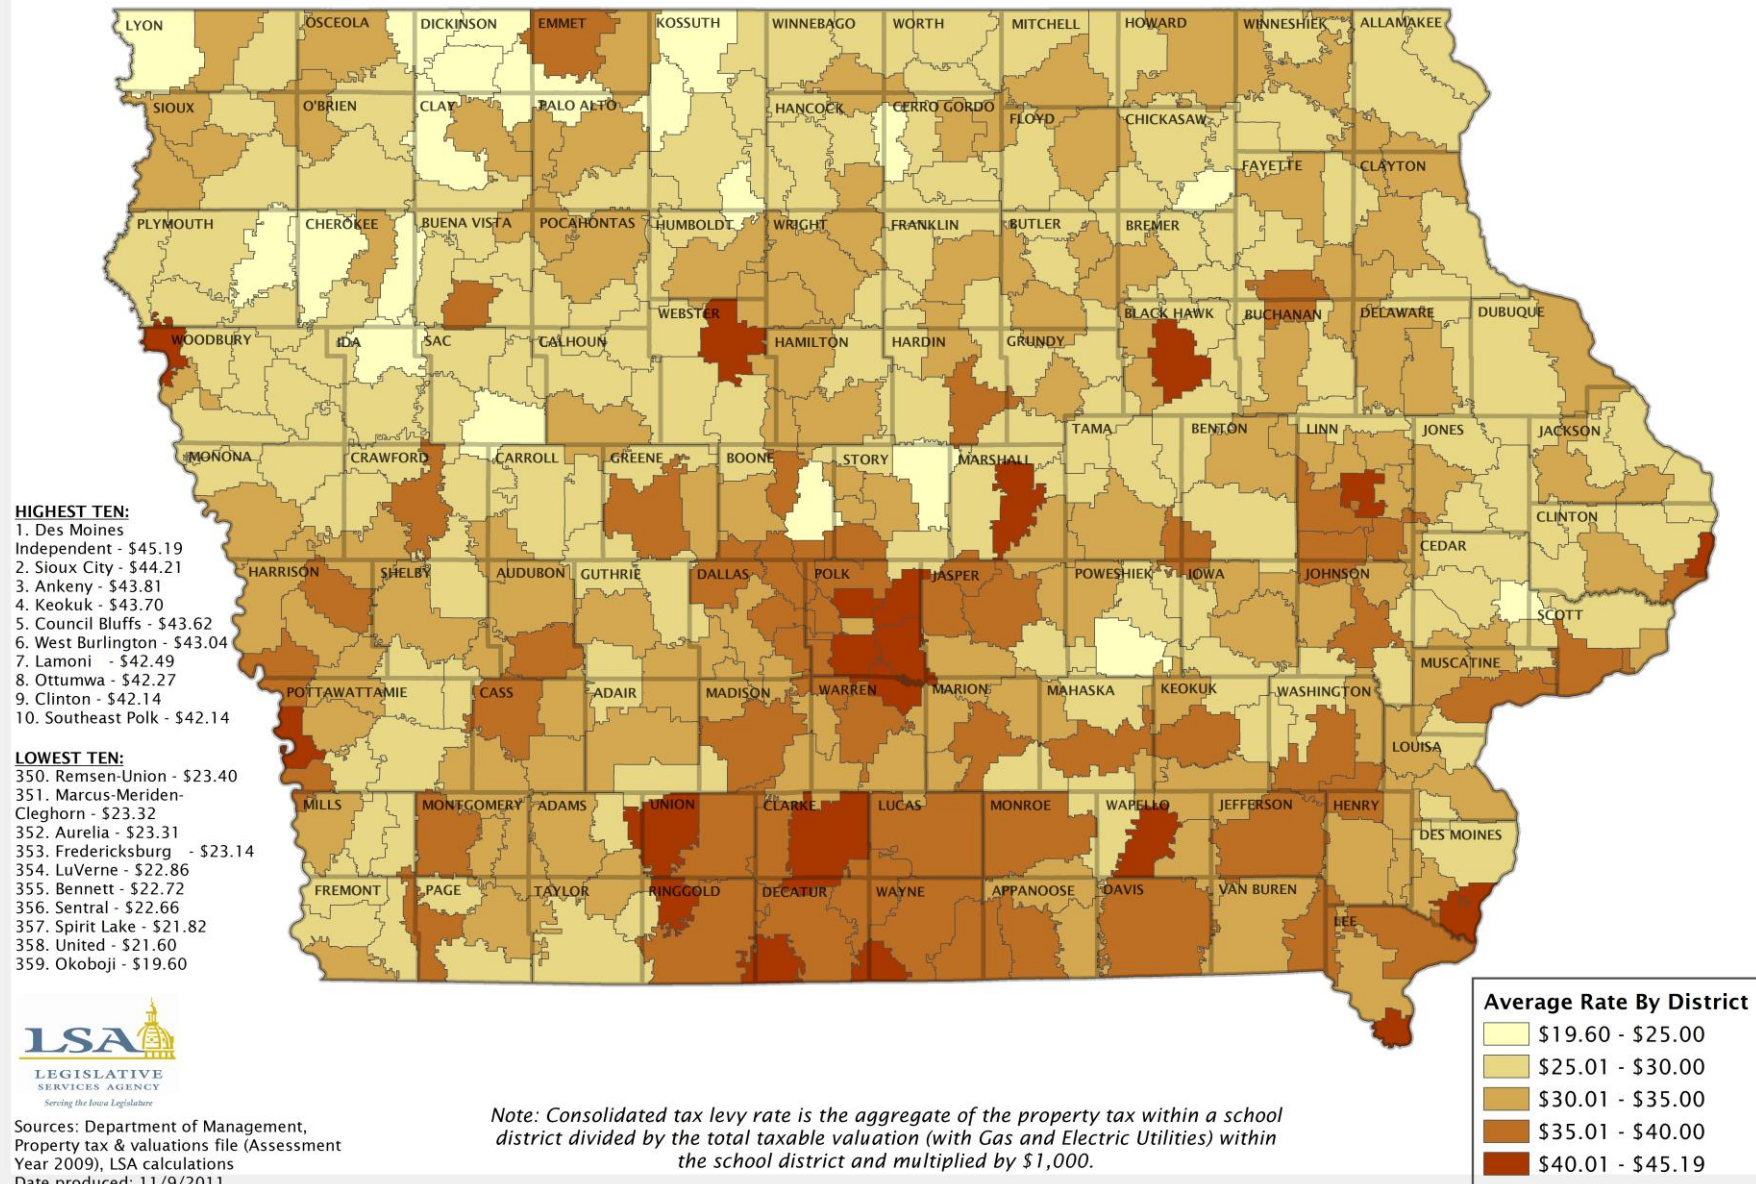 LYON
OSCEOLA
DICKINSON
EMMET
KOSSUTH
WINNEBAGO
WORTH
MITCHELL
HOWARD
WINNESHIEK
ALLAMAKEE
SIOUX
O'BRIEN
CLAY
PALO ALTO
HANCOCK
CERRO GORDO
FLOYD
CHICKASAW
FAYETTE
CLAYTON
PLYMOUTH
CHEROKEE
BUENA VISTA
POCAHONTAS
HUMBOLDT
WRIGHT
FRANKLIN
BUTLER
BREMER
WOODBURY
IDA
SAC
CALHOUN
WEBSTER
HAMILTON
HARDIN
GRUNDY
BLACK HAWK
BUCHANAN
DELAWARE
DUBUQUE
MONONA
CRAWFORD
CARROLL
GREENE
BOONE
STORY
MARSHALL
TAMA
BENTON
LINN
JONES
JACKSON
CLINTON
CEDAR
HARRISON
SHELBY
AUDUBON
GUTHRIE
DALLAS
POLK
JASPER
POWESHIEK
IOWA
JOHNSON
SCOTT
MUSCATINE
POTTAWATTAMIE
CASS
ADAIR
MADISON
WARREN
MARION
MAHASKA
KEOKUK
WASHINGTON
LOUISA
MILLS
MONTGOMERY
ADAMS
UNION
CLARKE
LUCAS
MONROE
WAPELLO
JEFFERSON
HENRY
DES MOINES
FREMONT
PAGE
TAYLOR
RINGGOLD
DECATUR
WAYNE
APPANOOSE
DAVIS
VAN BUREN
LEE
HIGHEST TEN:
1. Des Moines
Independent - $45.19
2. Sioux City - $44.21
3. Ankeny - $43.81
4. Keokuk - $43.70
5. Council Bluffs - $43.62
6. West Burlington - $43.04
7. Lamoni - $42.49
8. Ottumwa - $42.27
9. Clinton - $42.14
10. Southeast Polk - $42.14
LOWEST TEN:
350. Remsen-Union - $23.40
351. Marcus-Meriden-
Cleghorn - $23.32
352. Aurelia - $23.31
353. Fredericksburg - $23.14
354. LuVerne - $22.86
355. Bennett - $22.72
356. Sentral - $22.66
357. Spirit Lake - $21.82
358. United - $21.60
359. Okoboji - $19.60
LSA
LEGISLATIVE
SERVICES AGENCY
Serving the Iowa Legislature
Sources: Department of Management,
Property tax & valuations file (Assessment
Year 2009), LSA calculations
Date produced: 11/9/2011
Note: Consolidated tax levy rate is the aggregate of the property tax within a school
district divided by the total taxable valuation (with Gas and Electric Utilities) within
the school district and multiplied by $1,000.
Average Rate By District
$19.60 - $25.00
$25.01 - $30.00
$30.01 - $35.00
$35.01 - $40.00
$40.01 - $45.19